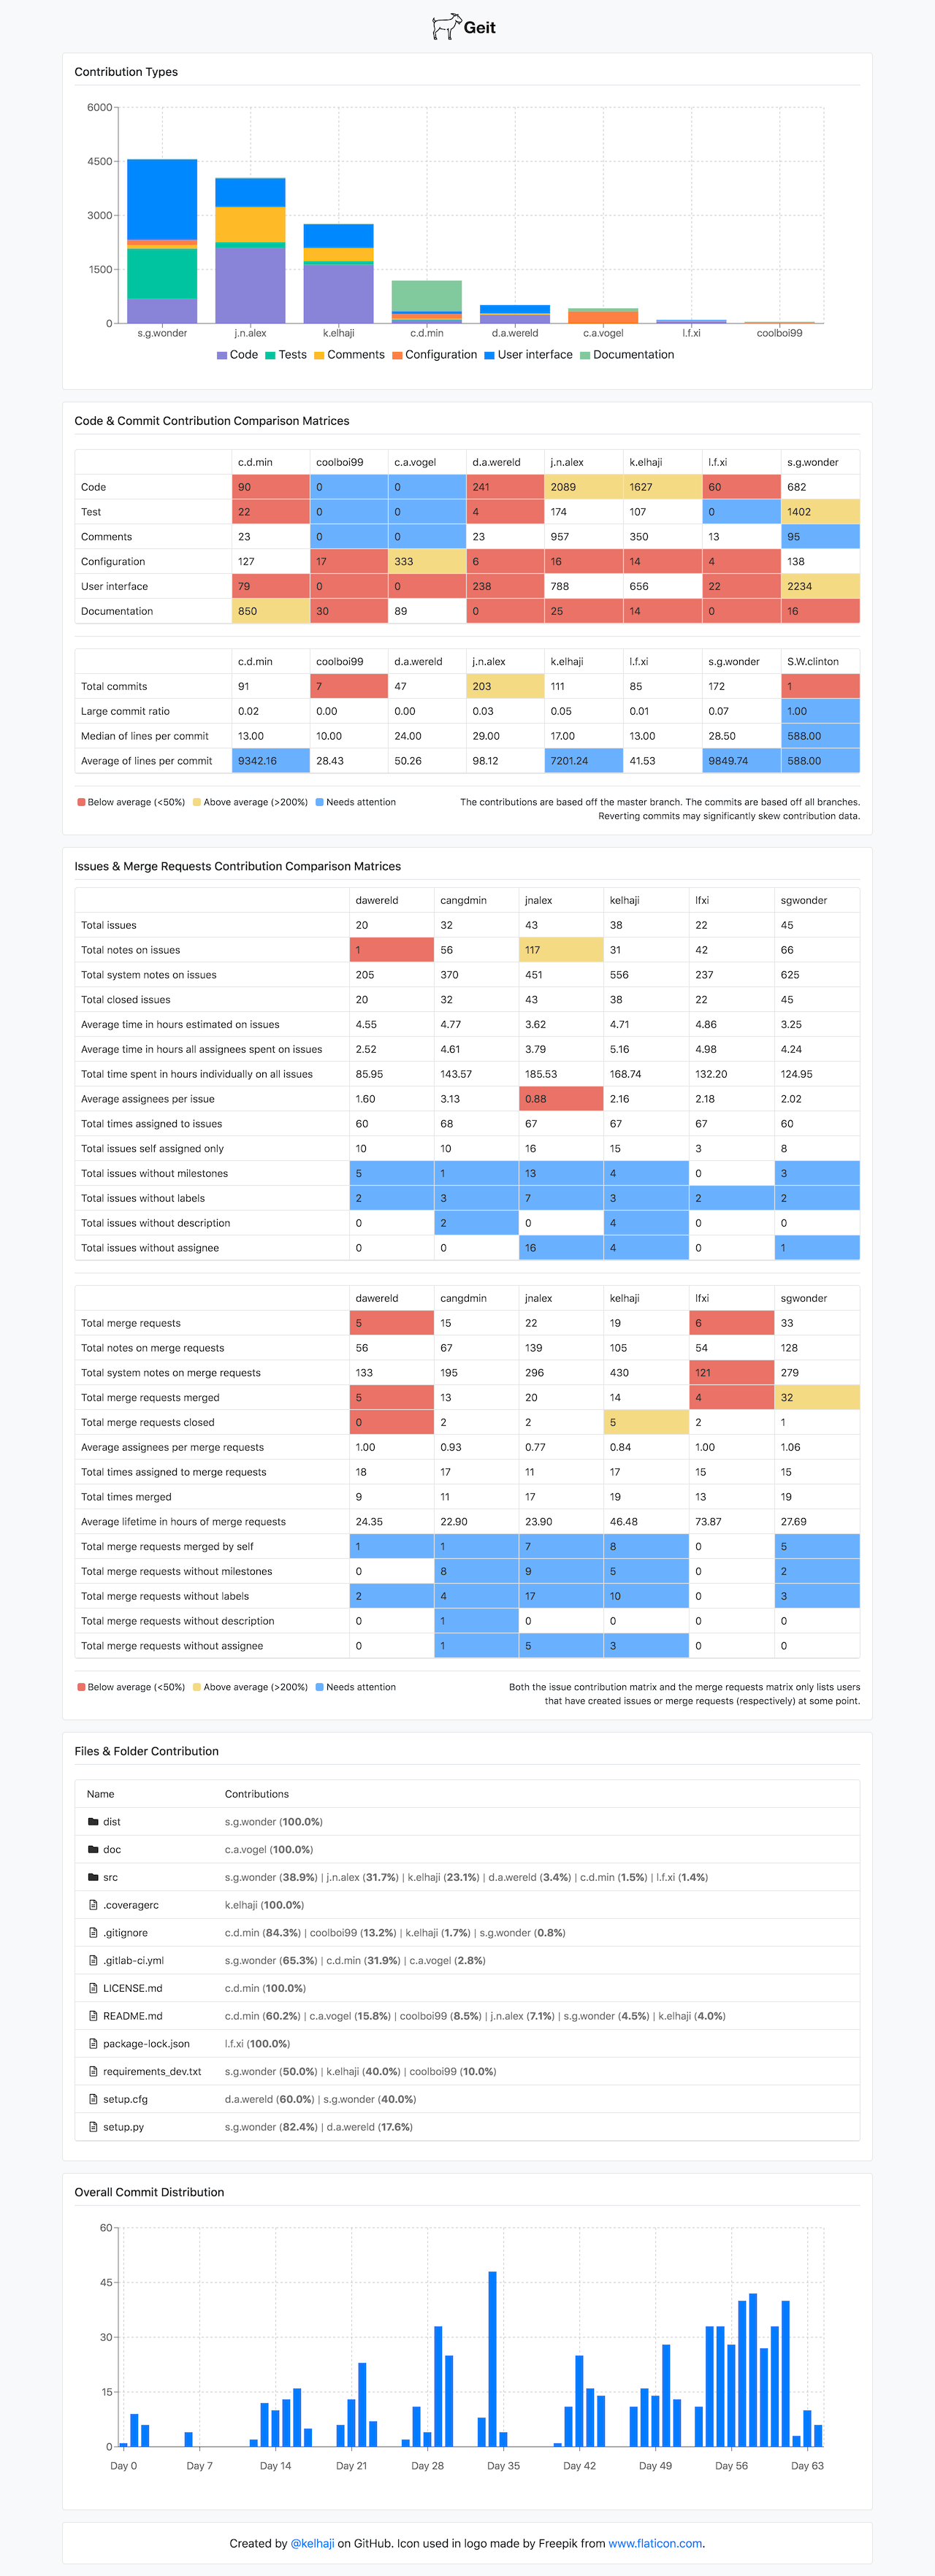 Geit
Contribution Types
6000
4500
3000
1500
0
s.g.wonder j.n.alex k.elhaji c.d.min d.a.wereld c.a.vogel l.f.xi coolboi99
Code Tests Comments Configuration User interface Documentation
Code & Commit Contribution Comparison Matrices
c.d.min coolboi99 c.a.vogel d.a.wereld j.n.alex k.elhaji l.f.xi s.g.wonder
Code 90 0 0 241 2089 1627 60 682
Test 22 0 0 4 174 107 0 1402
Comments 23 0 0 23 957 350 13 95
Configuration 127 17 333 6 16 14 4 138
User interface 79 0 0 238 788 656 22 2234
Documentation 850 30 89 0 25 14 0 16
c.d.min coolboi99 d.a.wereld j.n.alex k.elhaji l.f.xi s.g.wonder S.W.clinton
Total commits 91 7 47 203 111 85 172 1
Large commit ratio 0.02 0.00 0.00 0.03 0.05 0.01 0.07 1.00
Median of lines per commit 13.00 10.00 24.00 29.00 17.00 13.00 28.50 588.00
Average of lines per commit 9342.16 28.43 50.26 98.12 7201.24 41.53 9849.74 588.00
Below average (<50%) Above average (>200%) Needs attention The contributions are based off the master branch. The commits are based off all branches.
Reverting commits may significantly skew contribution data.
Issues & Merge Requests Contribution Comparison Matrices
dawereld cangdmin jnalex kelhaji lfxi sgwonder
Total issues 20 32 43 38 22 45
Total notes on issues 1 56 117 31 42 66
Total system notes on issues 205 370 451 556 237 625
Total closed issues 20 32 43 38 22 45
Average time in hours estimated on issues 4.55 4.77 3.62 4.71 4.86 3.25
Average time in hours all assignees spent on issues 2.52 4.61 3.79 5.16 4.98 4.24
Total time spent in hours individually on all issues 85.95 143.57 185.53 168.74 132.20 124.95
Average assignees per issue 1.60 3.13 0.88 2.16 2.18 2.02
Total times assigned to issues 60 68 67 67 67 60
Total issues self assigned only 10 10 16 15 3 8
Total issues without milestones 5 1 13 4 0 3
Total issues without labels 2 3 7 3 2 2
Total issues without description 0 2 0 4 0 0
Total issues without assignee 0 0 16 4 0 1
dawereld cangdmin jnalex kelhaji lfxi sgwonder
Total merge requests 5 15 22 19 6 33
Total notes on merge requests 56 67 139 105 54 128
Total system notes on merge requests 133 195 296 430 121 279
Total merge requests merged 5 13 20 14 4 32
Total merge requests closed 0 2 2 5 2 1
Average assignees per merge requests 1.00 0.93 0.77 0.84 1.00 1.06
Total times assigned to merge requests 18 17 11 17 15 15
Total times merged 9 11 17 19 13 19
Average lifetime in hours of merge requests 24.35 22.90 23.90 46.48 73.87 27.69
Total merge requests merged by self 1 1 7 8 0 5
Total merge requests without milestones 0 8 9 5 0 2
Total merge requests without labels 2 4 17 10 0 3
Total merge requests without description 0 1 0 0 0 0
Total merge requests without assignee 0 1 5 3 0 0
Below average (<50%) Above average (>200%) Needs attention Both the issue contribution matrix and the merge requests matrix only lists users
that have created issues or merge requests (respectively) at some point.
Files & Folder Contribution
Name Contributions
dist s.g.wonder (100.0%)
doc c.a.vogel (100.0%)
src s.g.wonder (38.9%) | j.n.alex (31.7%) | k.elhaji (23.1%) | d.a.wereld (3.4%) | c.d.min (1.5%) | l.f.xi (1.4%)
.coveragerc k.elhaji (100.0%)
.gitignore c.d.min (84.3%) | coolboi99 (13.2%) | k.elhaji (1.7%) | s.g.wonder (0.8%)
.gitlab-ci.yml s.g.wonder (65.3%) | c.d.min (31.9%) | c.a.vogel (2.8%)
LICENSE.md c.d.min (100.0%)
README.md c.d.min (60.2%) | c.a.vogel (15.8%) | coolboi99 (8.5%) | j.n.alex (7.1%) | s.g.wonder (4.5%) | k.elhaji (4.0%)
package-lock.json l.f.xi (100.0%)
requirements_dev.txt s.g.wonder (50.0%) | k.elhaji (40.0%) | coolboi99 (10.0%)
setup.cfg d.a.wereld (60.0%) | s.g.wonder (40.0%)
setup.py s.g.wonder (82.4%) | d.a.wereld (17.6%)
Overall Commit Distribution
60
45
30
15
0
Day 0 Day 7 Day 14 Day 21 Day 28 Day 35 Day 42 Day 49 Day 56 Day 63
Created by @kelhaji on GitHub. Icon used in logo made by Freepik from www.flaticon.com.